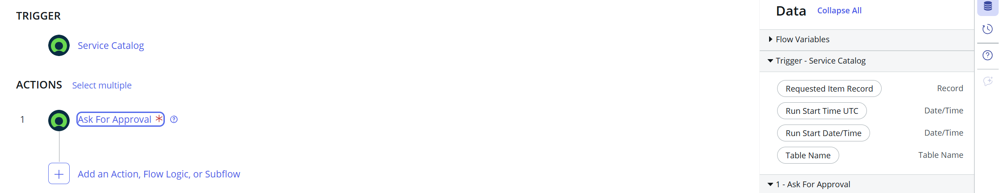 TRIGGER
Service Catalog
ACTIONS Select multiple
1 Ask For Approval *
Add an Action, Flow Logic, or Subflow
Data Collapse All
Flow Variables
Trigger - Service Catalog
Requested Item Record Record
Run Start Time UTC Date/Time
Run Start Date/Time Date/Time
Table Name Table Name
1 - Ask For Approval